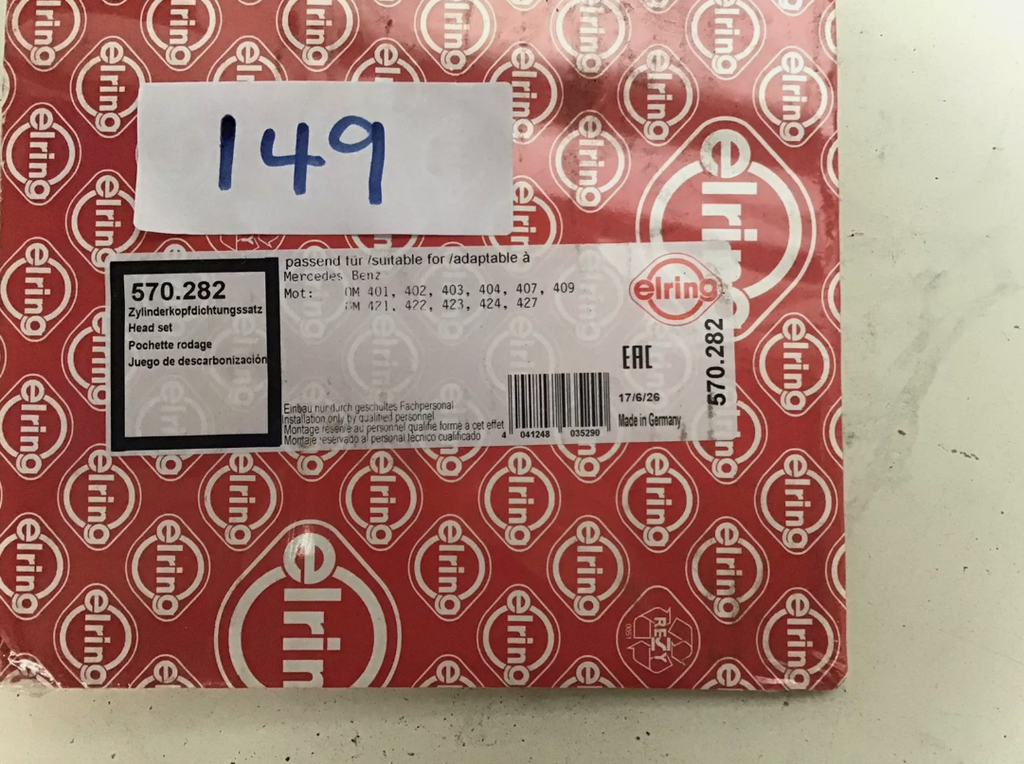 149
570.282
Zylinderkopfdichtungssatz
Head set
Pochette rodage
Juego de descarbonización
passend für /suitable for /adaptable à
Mercedes Benz
Mot: OM 401, 402, 403, 404, 407, 409
OM 421, 422, 423, 424, 427
Einbau nur durch geschultes Fachpersonal
Installation only by qualified personnel
Montage réservé au personnel qualifié formé à cet effet
Montaje reservado al personal técnico cualificado
4 041248 035290
elring
EAC
17/6/26
Made in Germany
570.282
elring
elrin
RESY